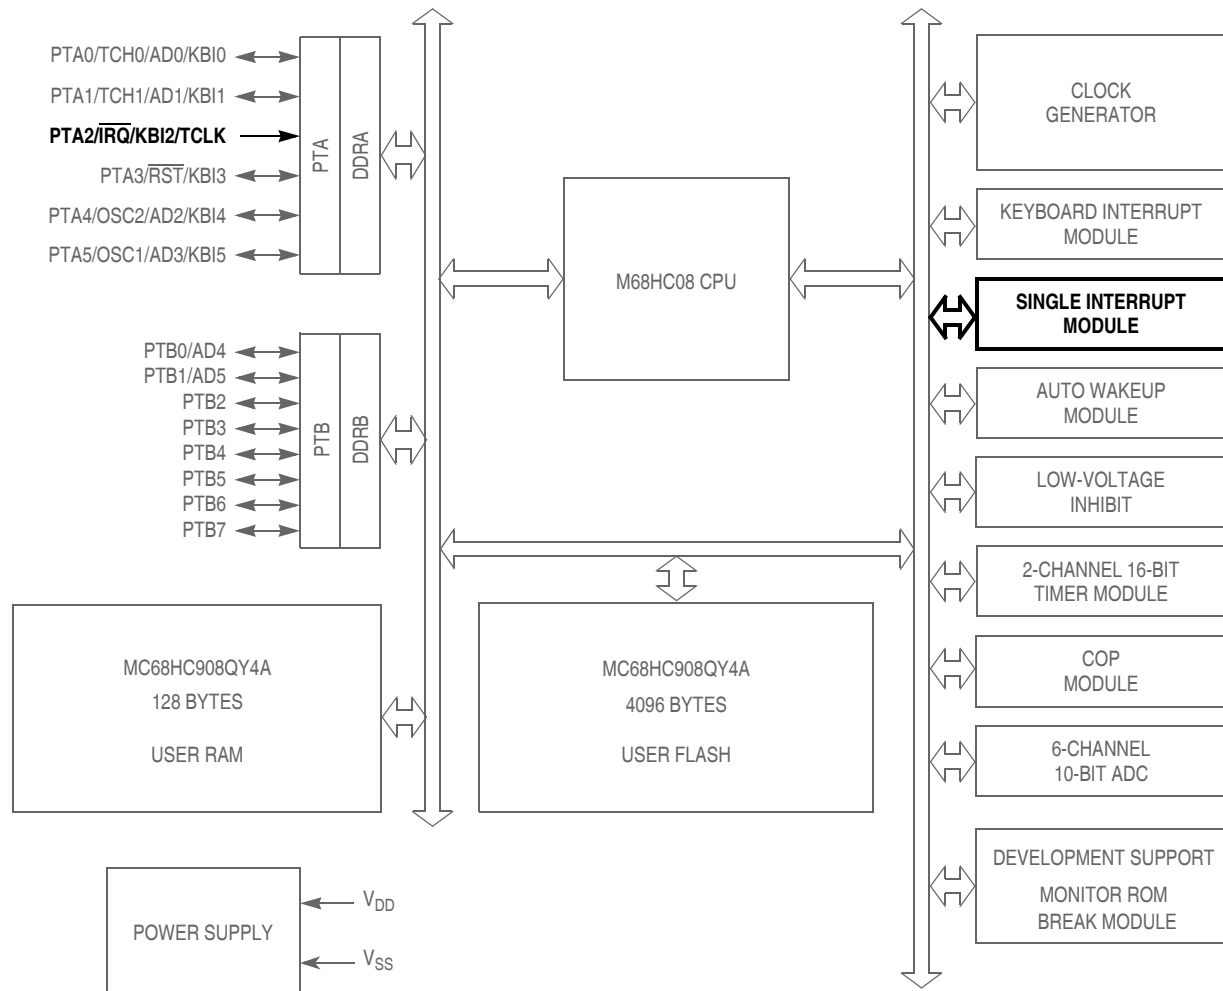 PTA0/TCH0/AD0/KBI0
PTA1/TCH1/AD1/KBI1
PTA2/IRQ/KBI2/TCLK
PTA3/RST/KBI3
PTA4/OSC2/AD2/KBI4
PTA5/OSC1/AD3/KBI5
PTA
DDRA
PTB0/AD4
PTB1/AD5
PTB2
PTB3
PTB4
PTB5
PTB6
PTB7
PTB
DDRB
M68HC08 CPU
MC68HC908QY4A
128 BYTES
USER RAM
MC68HC908QY4A
4096 BYTES
USER FLASH
POWER SUPPLY
VDD
VSS
CLOCK
GENERATOR
KEYBOARD INTERRUPT
MODULE
SINGLE INTERRUPT
MODULE
AUTO WAKEUP
MODULE
LOW-VOLTAGE
INHIBIT
2-CHANNEL 16-BIT
TIMER MODULE
COP
MODULE
6-CHANNEL
10-BIT ADC
DEVELOPMENT SUPPORT
MONITOR ROM
BREAK MODULE